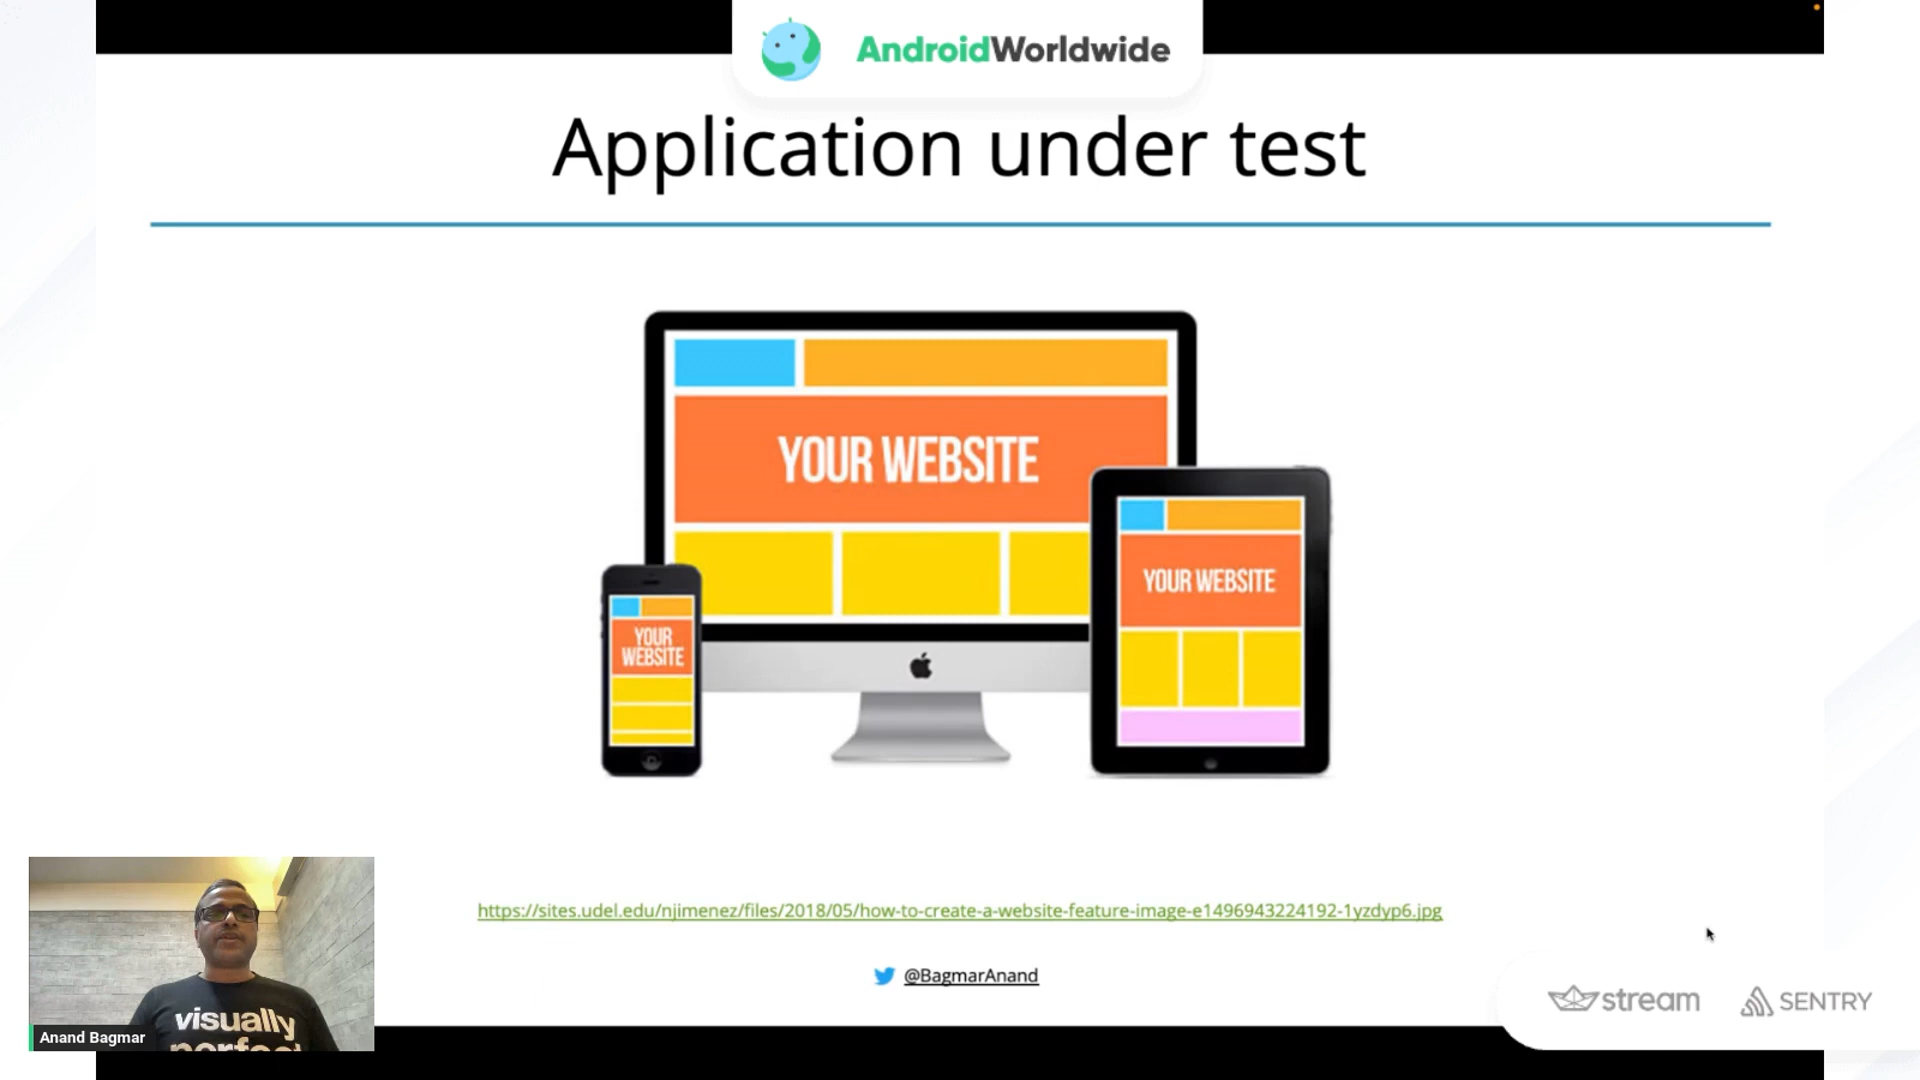 AndroidWorldwide
Application under test
YOUR WEBSITE
YOUR WEBSITE
YOUR
WEBSITE
https://sites.udel.edu/njimenez/files/2018/05/how-to-create-a-website-feature-image-e1496943224192-1yzdyp6.jpg
@BagmarAnand
visually
perfect
Anand Bagmar
stream
SENTRY